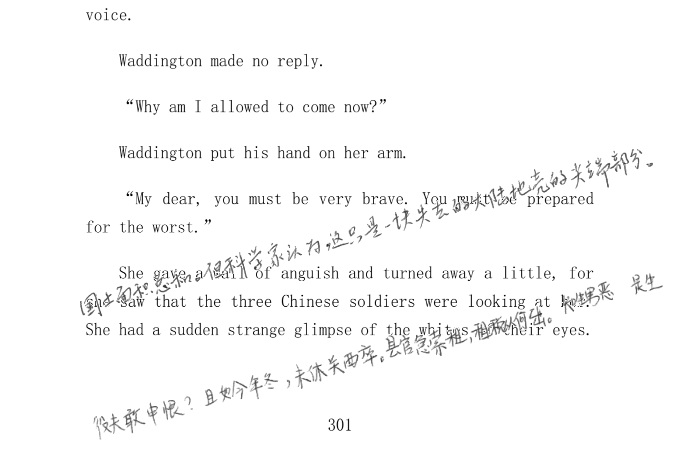 voice.
Waddington made no reply.
“Why am I allowed to come now?”
Waddington put his hand on her arm.
“My dear, you must be very brave. You must be prepared
for the worst.”
She gave a wail of anguish and turned away a little, for
she saw that the three Chinese soldiers were looking at her.
She had a sudden strange glimpse of the whites of their eyes.
国土面积总和。但科学家认为,这只是一块失去的大陆地壳的尖端部分。
役夫敢申恨?且如今年冬,未休关西卒。县官急索租,租税从何出。知生男恶 是生
301